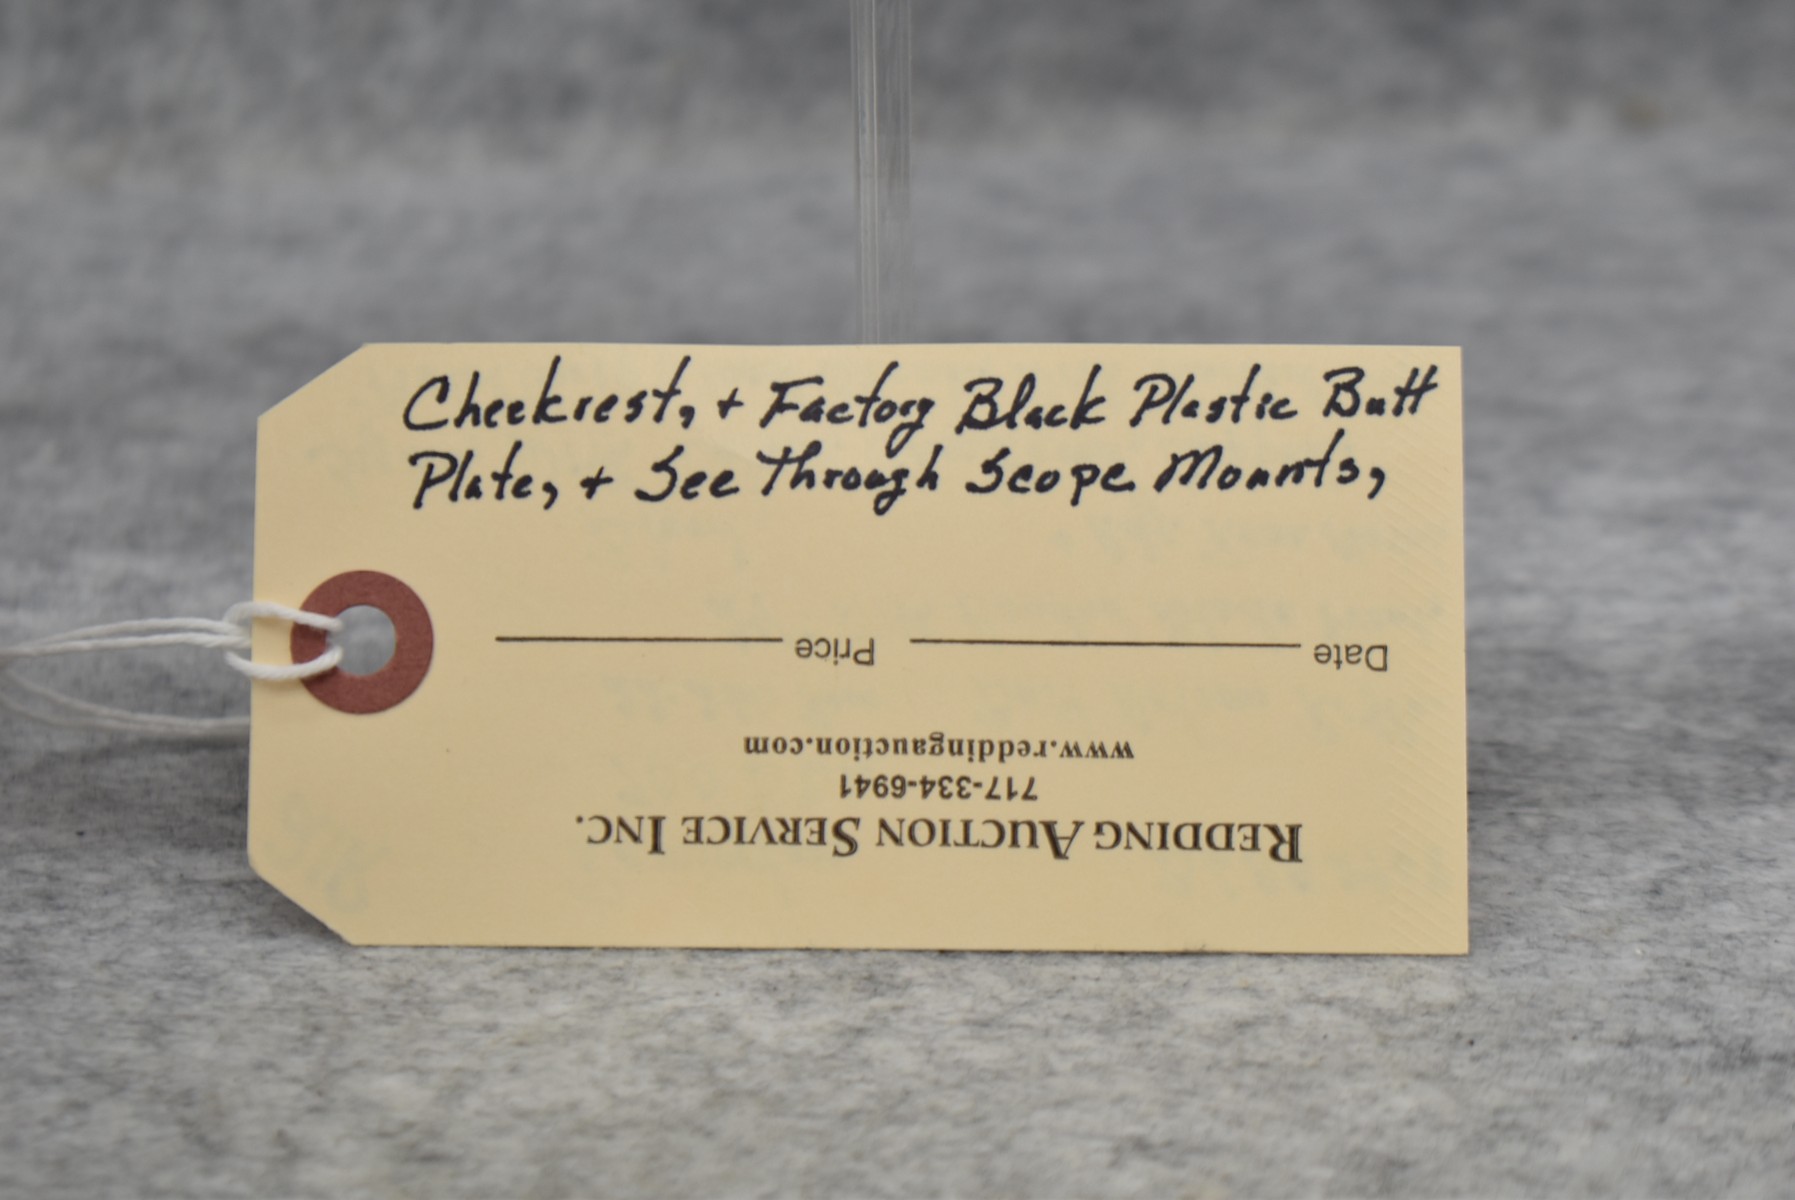 Cheekrest, + Factory Black Plastic Butt
Plate, + See Through Scope Mounts,
Date Price
www.reddingauction.com
717-334-6941
REDDING AUCTION SERVICE INC.